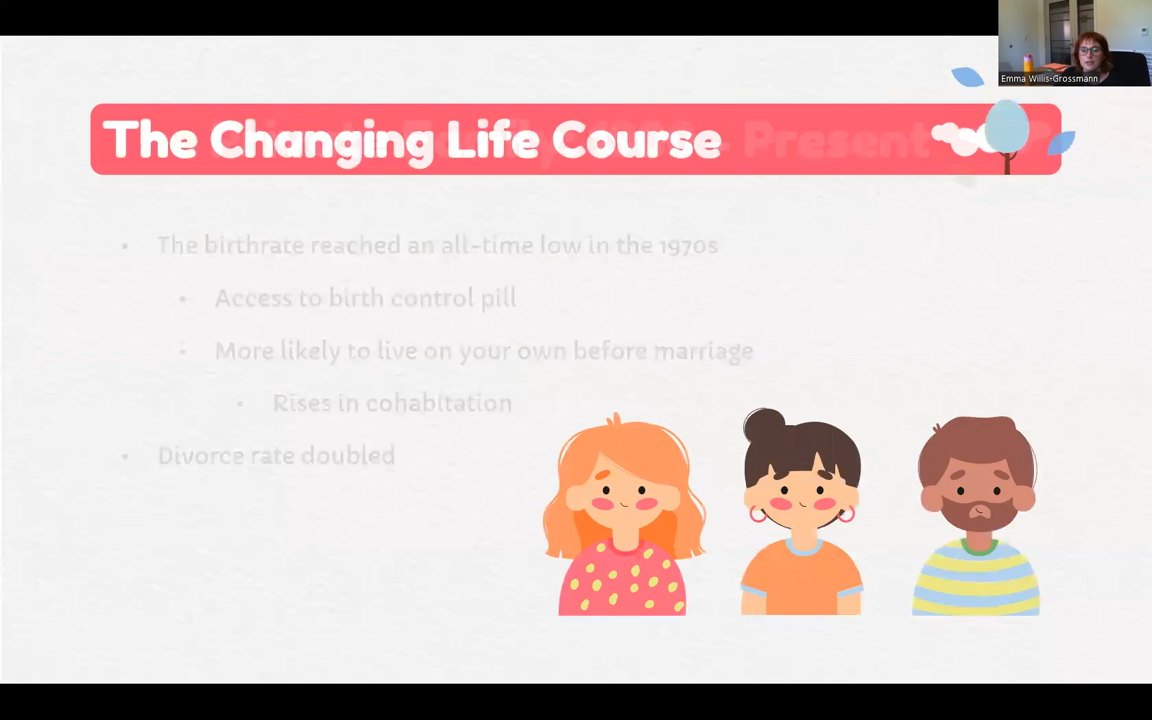 Emma Willis-Grossmann
The Changing Life Course
Present
• The birthrate reached an all-time low in the 1970s
• Access to birth control pill
• More likely to live on your own before marriage
• Rises in cohabitation
• Divorce rate doubled